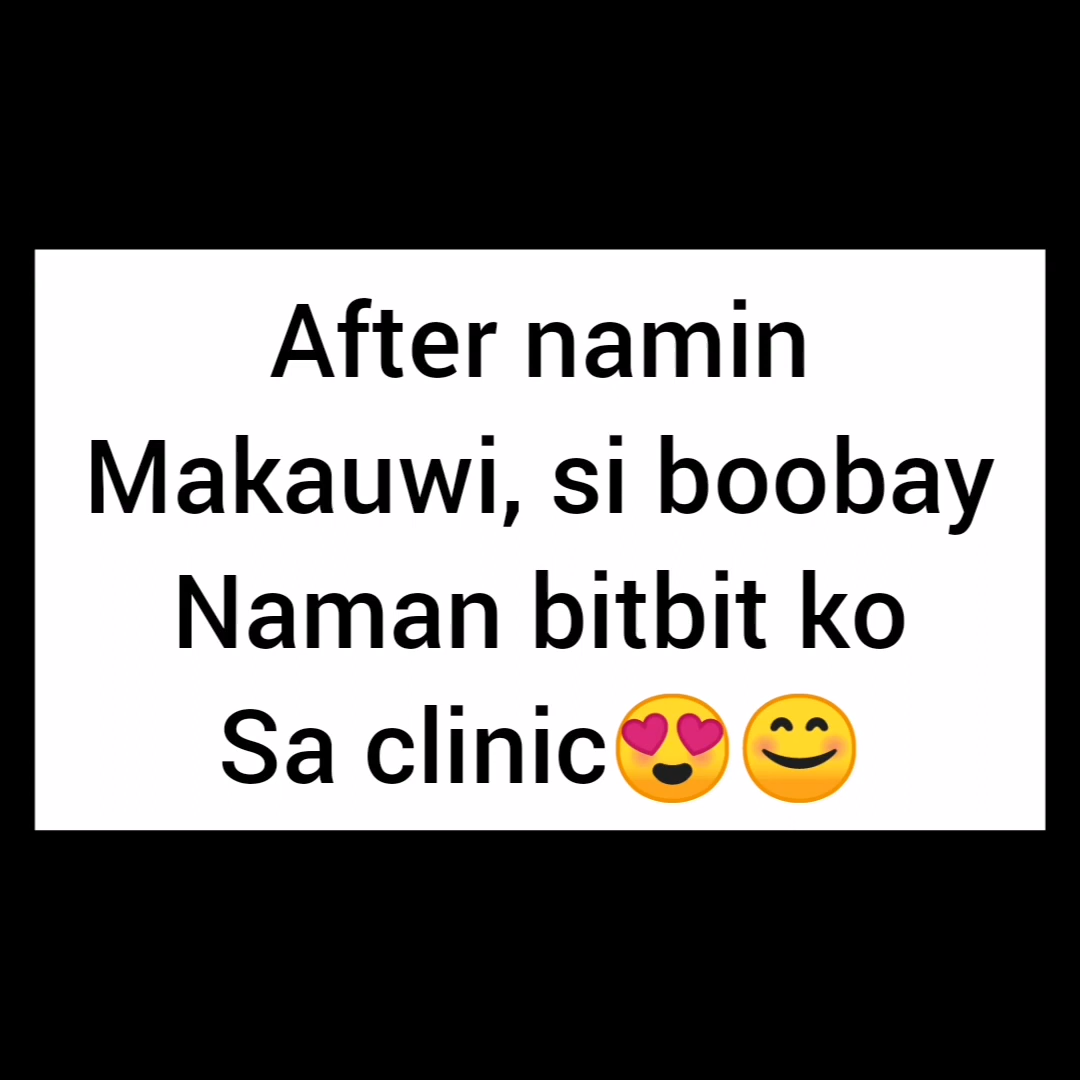 After namin
Makauwi, si boobay
Naman bitbit ko
Sa clinic😍😊